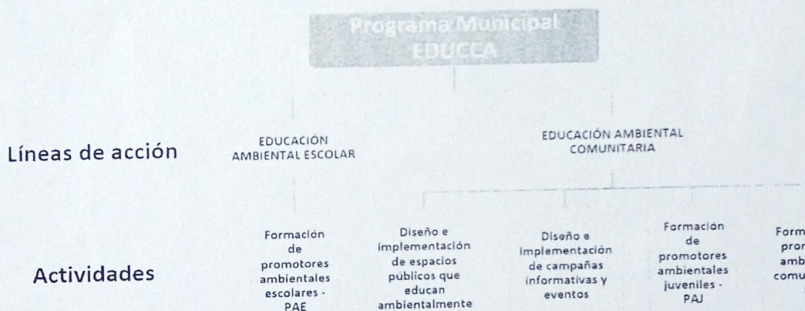 Programa Municipal
EDUCCA
Líneas de acción
EDUCACIÓN
AMBIENTAL ESCOLAR
EDUCACIÓN AMBIENTAL
COMUNITARIA
Actividades
Formación
de
promotores
ambientales
escolares -
PAE
Diseño e
implementación
de espacios
públicos que
educan
ambientalmente
Diseño e
implementación
de campañas
informativas y
eventos
Formación
de
promotores
ambientales
juveniles -
PAJ